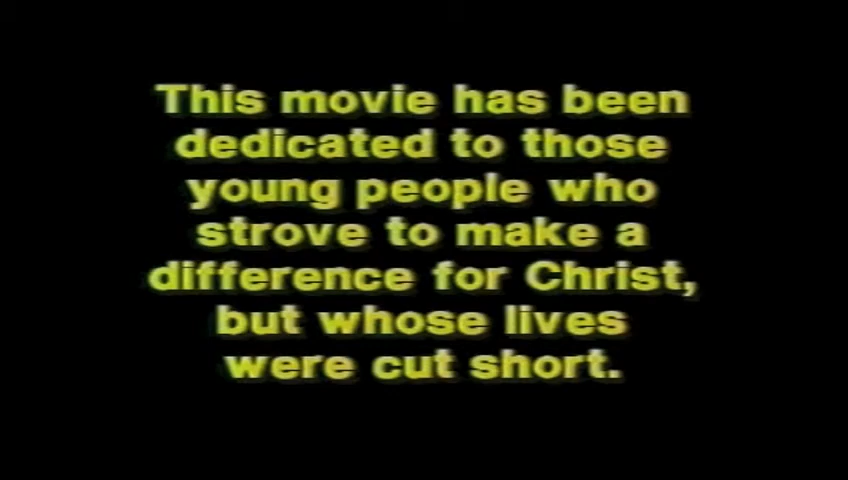 This movie has been
dedicated to those
young people who
strove to make a
difference for Christ,
but whose lives
were cut short.